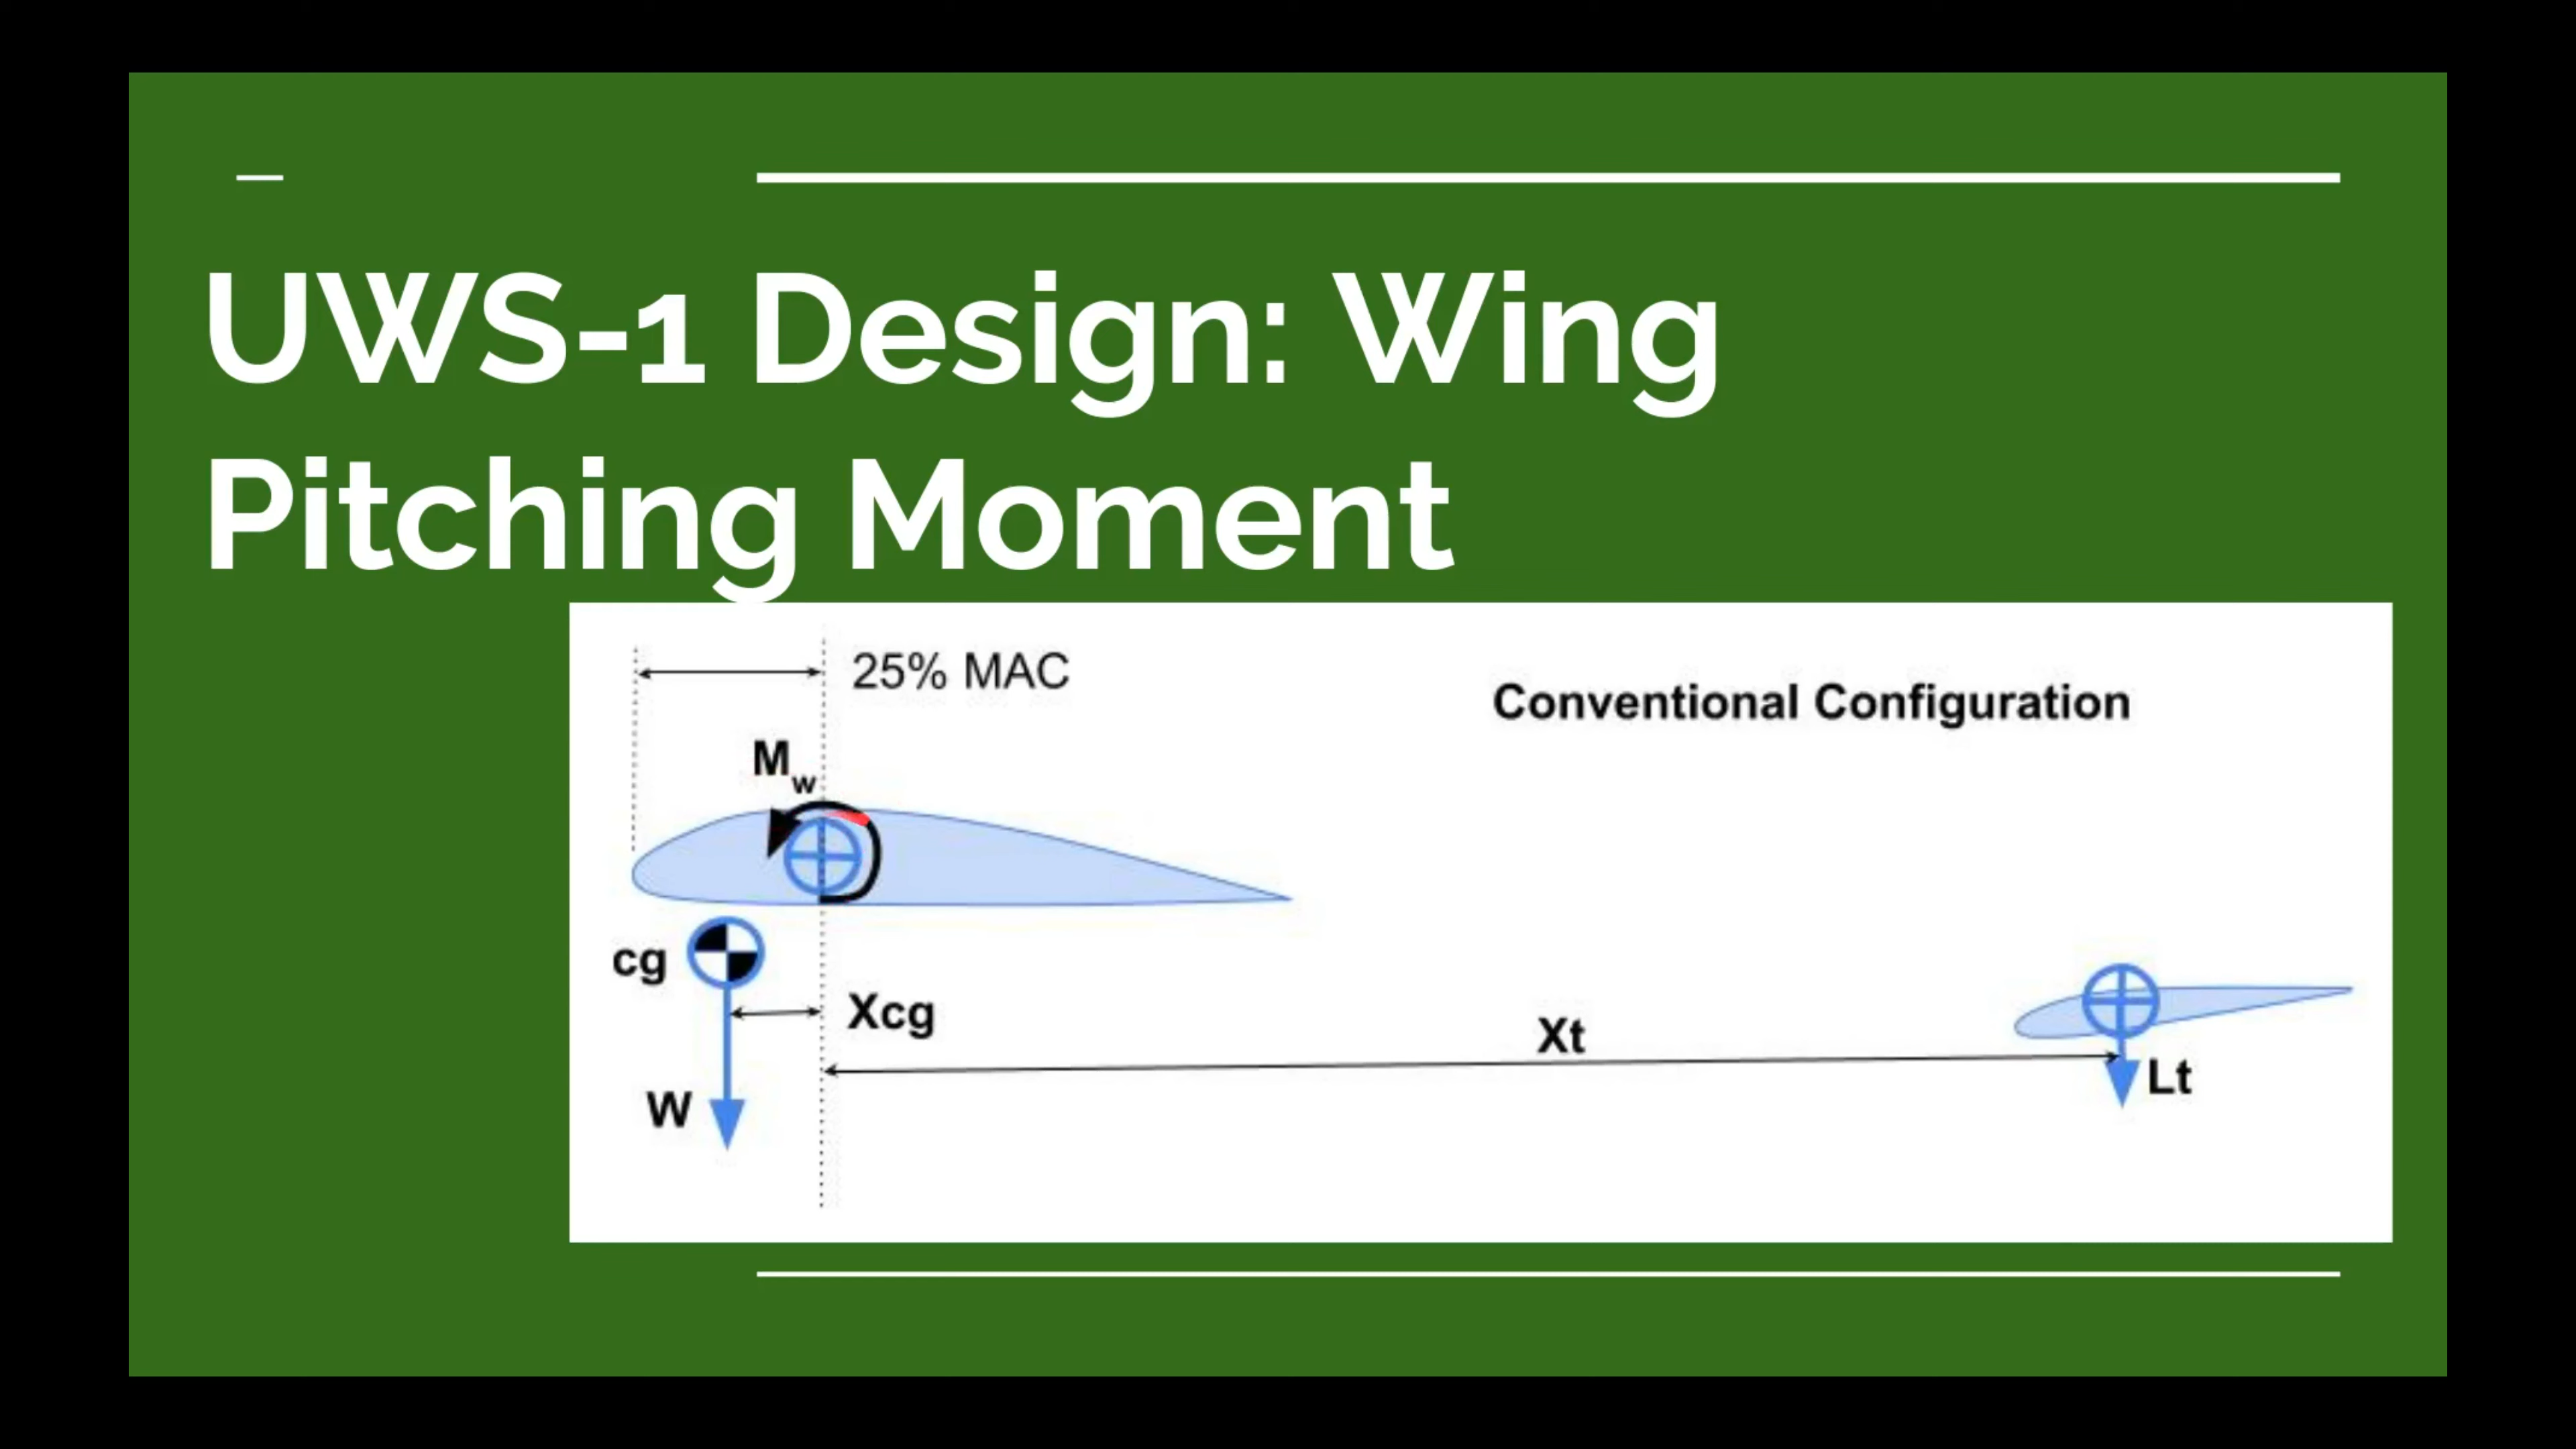 UWS-1 Design: Wing
Pitching Moment
25% MAC
Conventional Configuration
Mw
cg
Xcg
Xt
W
Lt